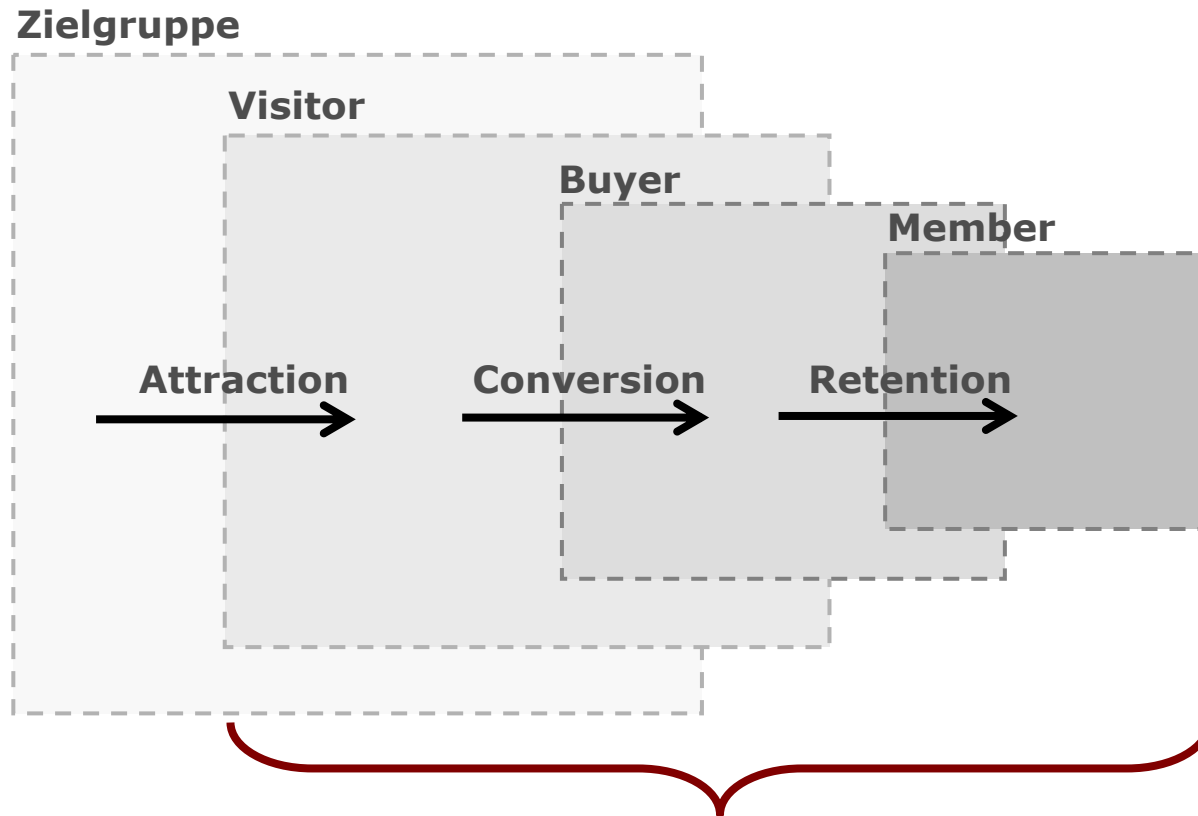 Zielgruppe
Visitor
Buyer
Member
Attraction
Conversion
Retention